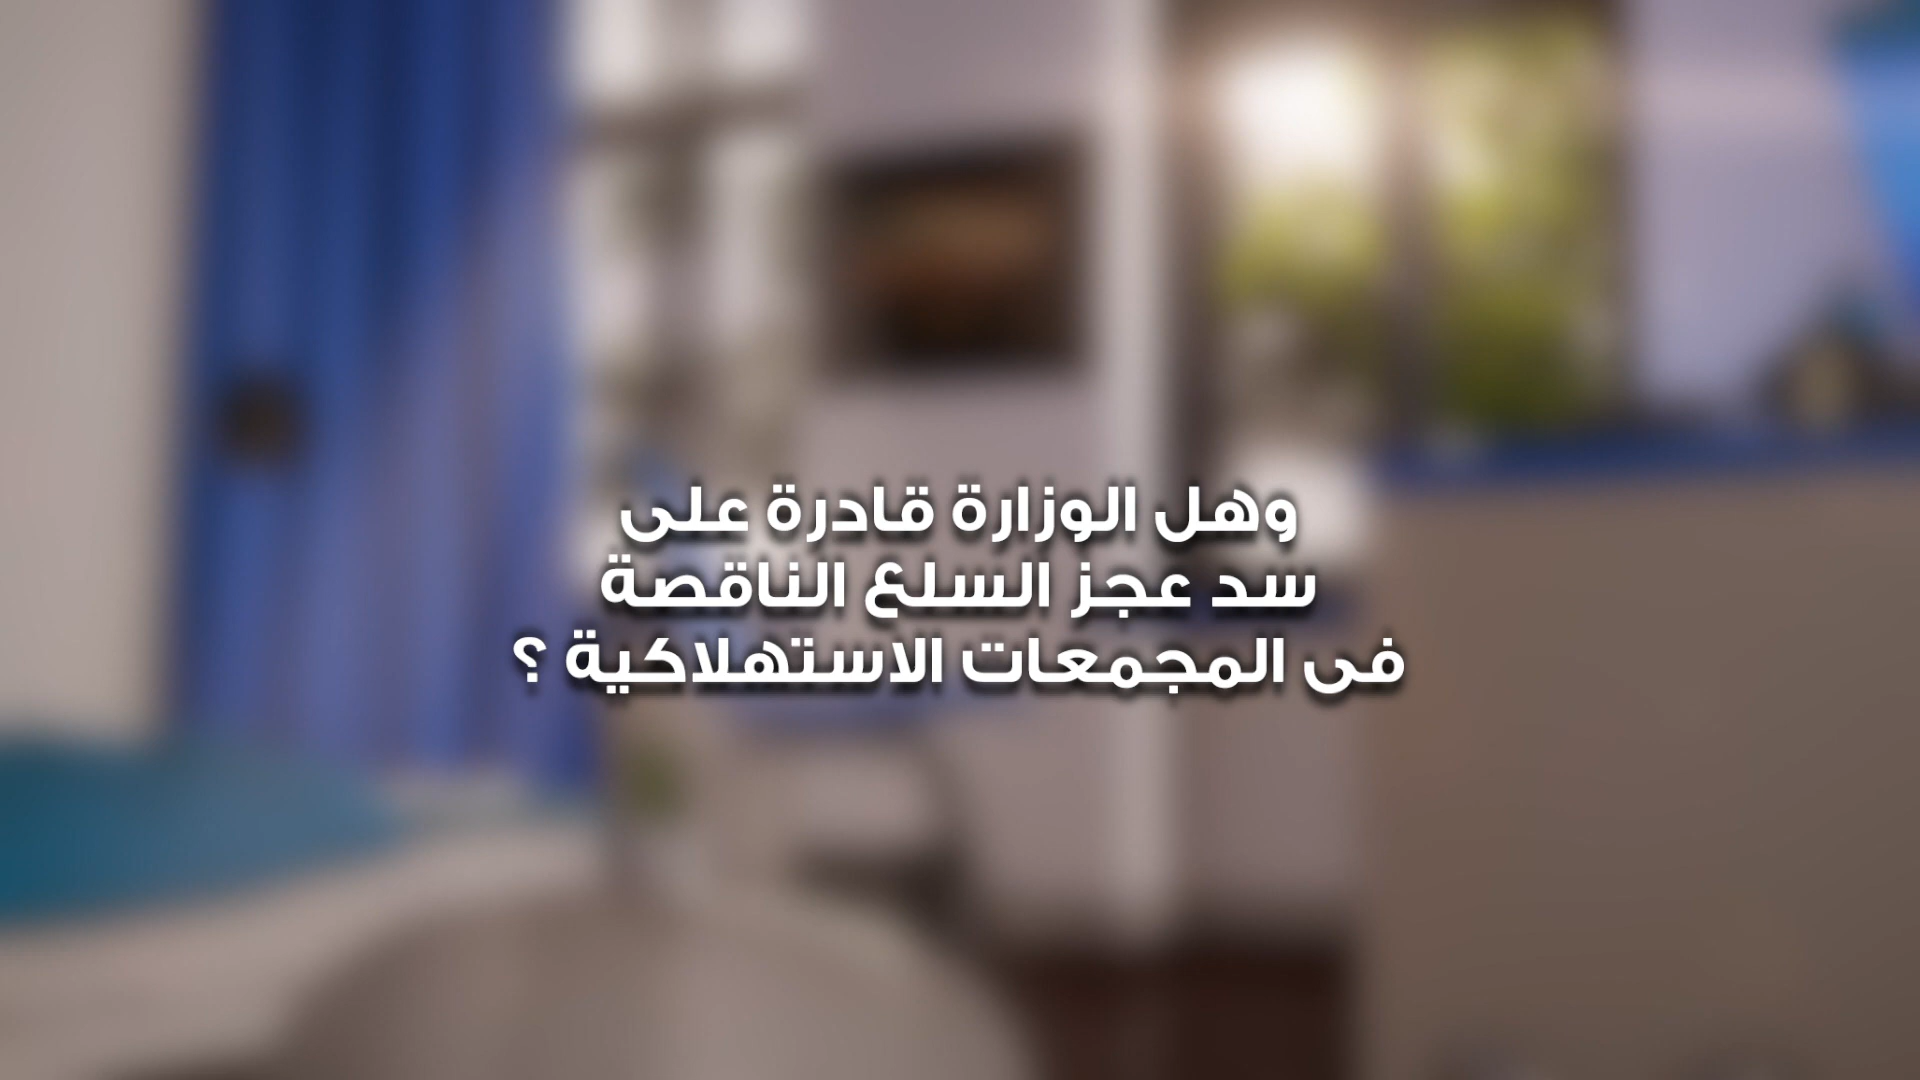 وهل الوزارة قادرة على
سد عجز السلع الناقصة
فى المجمعات الاستهلاكية ؟